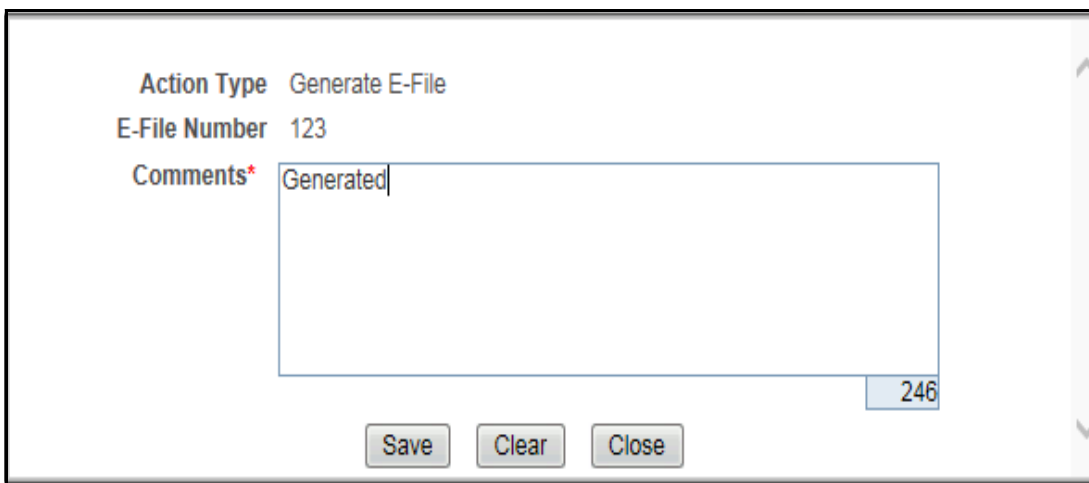 Action Type Generate E-File
E-File Number 123
Comments* Generated
246
Save Clear Close